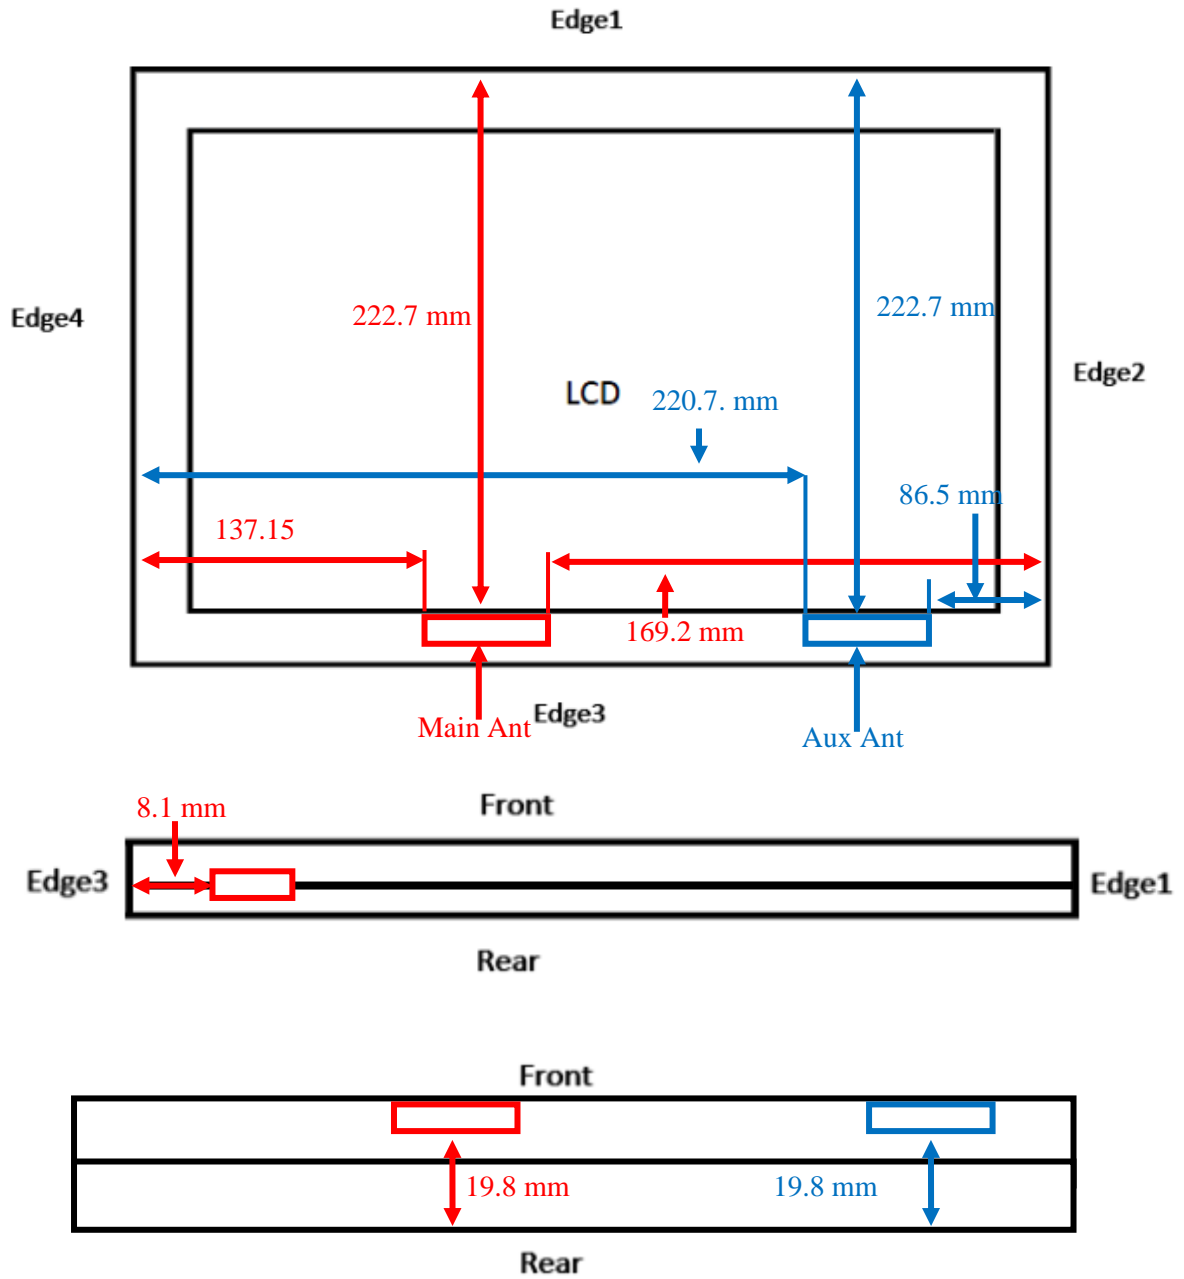 Edge1
222.7 mm
222.7 mm
Edge4
Edge2
LCD
220.7. mm
86.5 mm
137.15
169.2 mm
Edge3
Main Ant
Aux Ant
8.1 mm
Front
Edge3
Edge1
Rear
Front
19.8 mm
19.8 mm
Rear